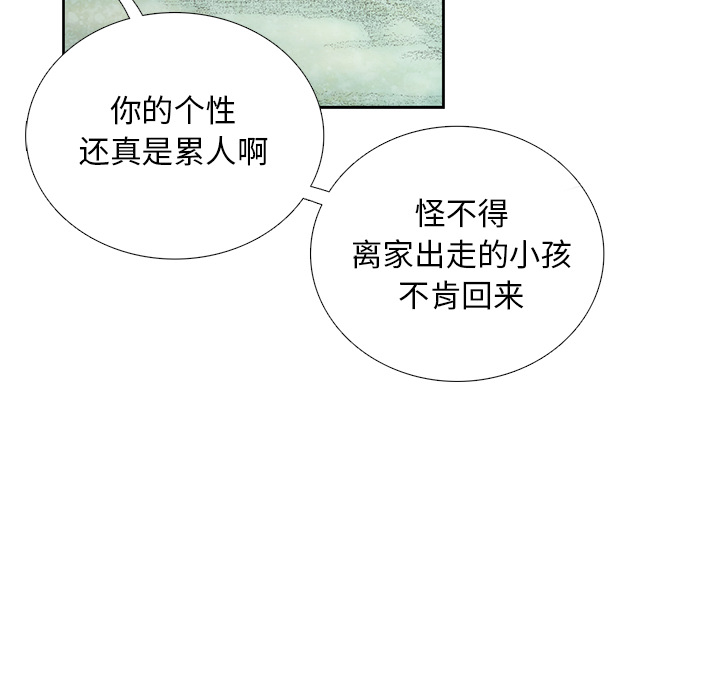 你的个性
还真是累人啊
怪不得
离家出走的小孩
不肯回来